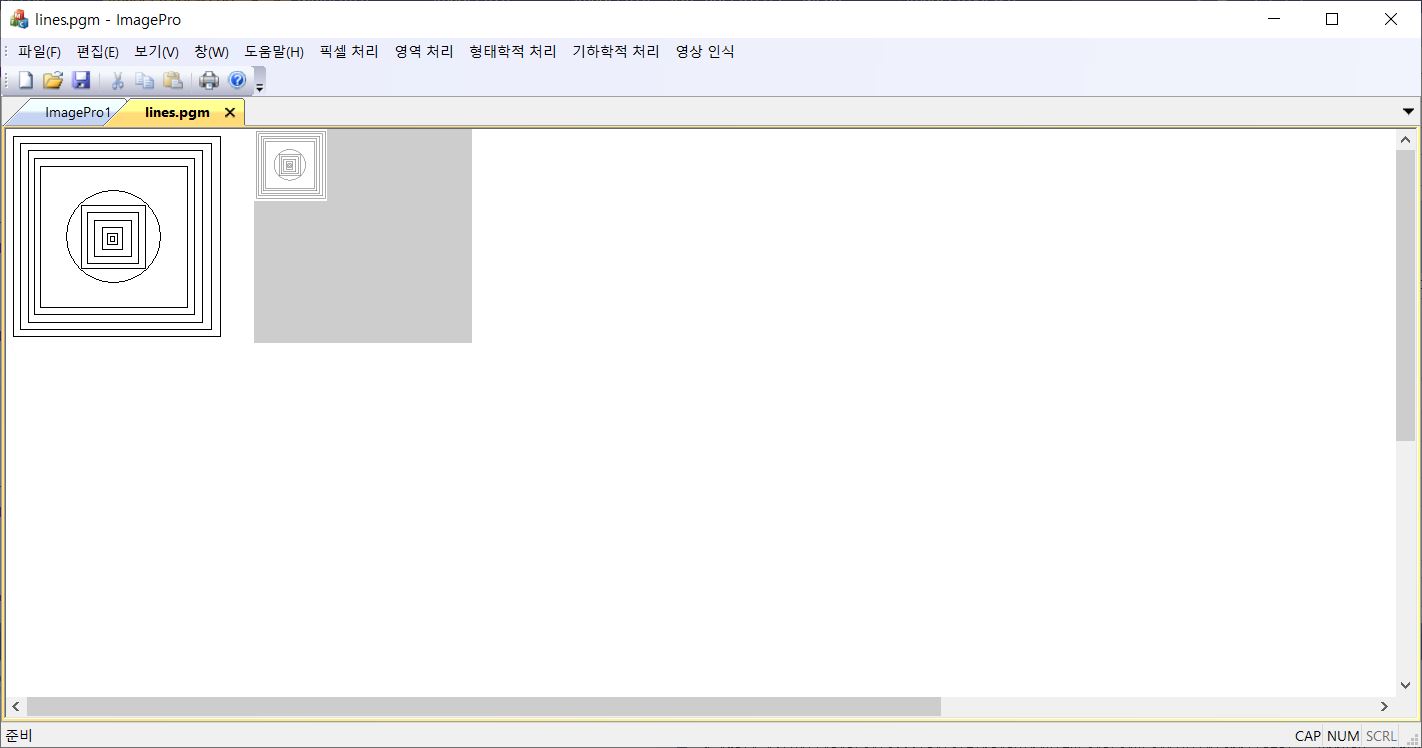 lines.pgm - ImagePro
파일(F) 편집(E) 보기(V) 창(W) 도움말(H) 픽셀 처리 영역 처리 형태학적 처리 기하학적 처리 영상 인식
ImagePro1 lines.pgm
준비 CAP NUM SCRL